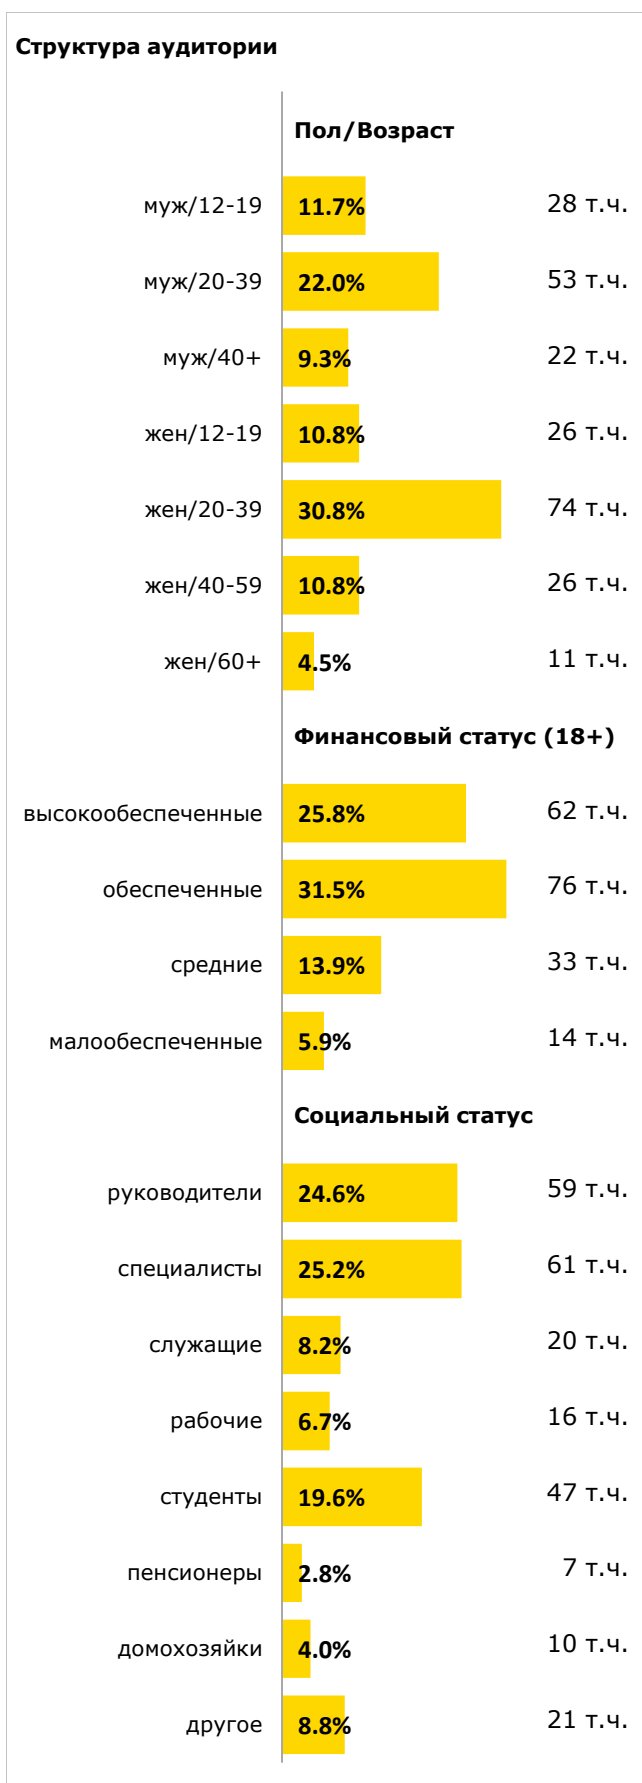 Структура аудитории
Пол/Возраст
муж/12-19 11.7% 28 т.ч.
муж/20-39 22.0% 53 т.ч.
муж/40+ 9.3% 22 т.ч.
жен/12-19 10.8% 26 т.ч.
жен/20-39 30.8% 74 т.ч.
жен/40-59 10.8% 26 т.ч.
жен/60+ 4.5% 11 т.ч.
Финансовый статус (18+)
высокообеспеченные 25.8% 62 т.ч.
обеспеченные 31.5% 76 т.ч.
средние 13.9% 33 т.ч.
малообеспеченные 5.9% 14 т.ч.
Социальный статус
руководители 24.6% 59 т.ч.
специалисты 25.2% 61 т.ч.
служащие 8.2% 20 т.ч.
рабочие 6.7% 16 т.ч.
студенты 19.6% 47 т.ч.
пенсионеры 2.8% 7 т.ч.
домохозяйки 4.0% 10 т.ч.
другое 8.8% 21 т.ч.